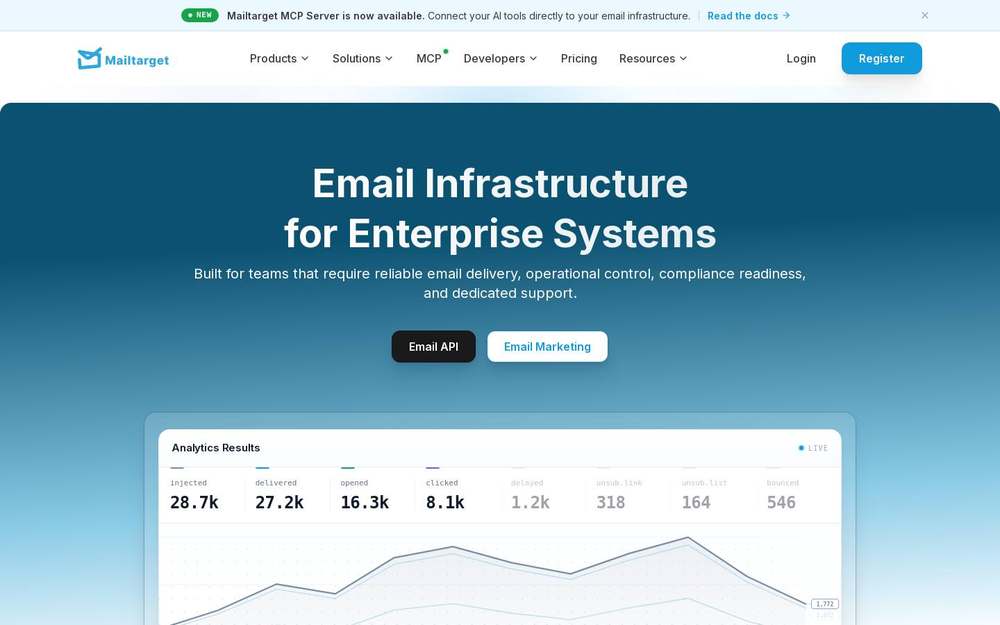 NEW Mailtarget MCP Server is now available. Connect your AI tools directly to your email infrastructure. Read the docs → ×
Mailtarget Products Solutions MCP Developers Pricing Resources Login Register
Email Infrastructure
for Enterprise Systems
Built for teams that require reliable email delivery, operational control, compliance readiness,
and dedicated support.
Email API Email Marketing
Analytics Results LIVE
injected delivered opened clicked delayed unsub.link unsub.list bounced
28.7k 27.2k 16.3k 8.1k 1.2k 318 164 546
1,772